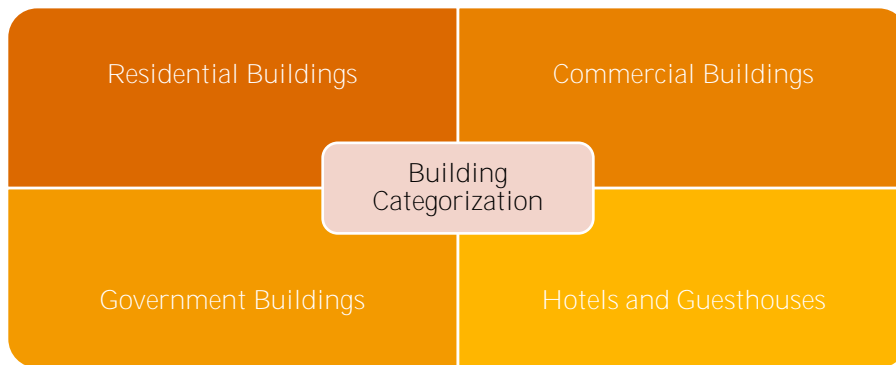 Residential Buildings
Commercial Buildings
Building
Categorization
Government Buildings
Hotels and Guesthouses